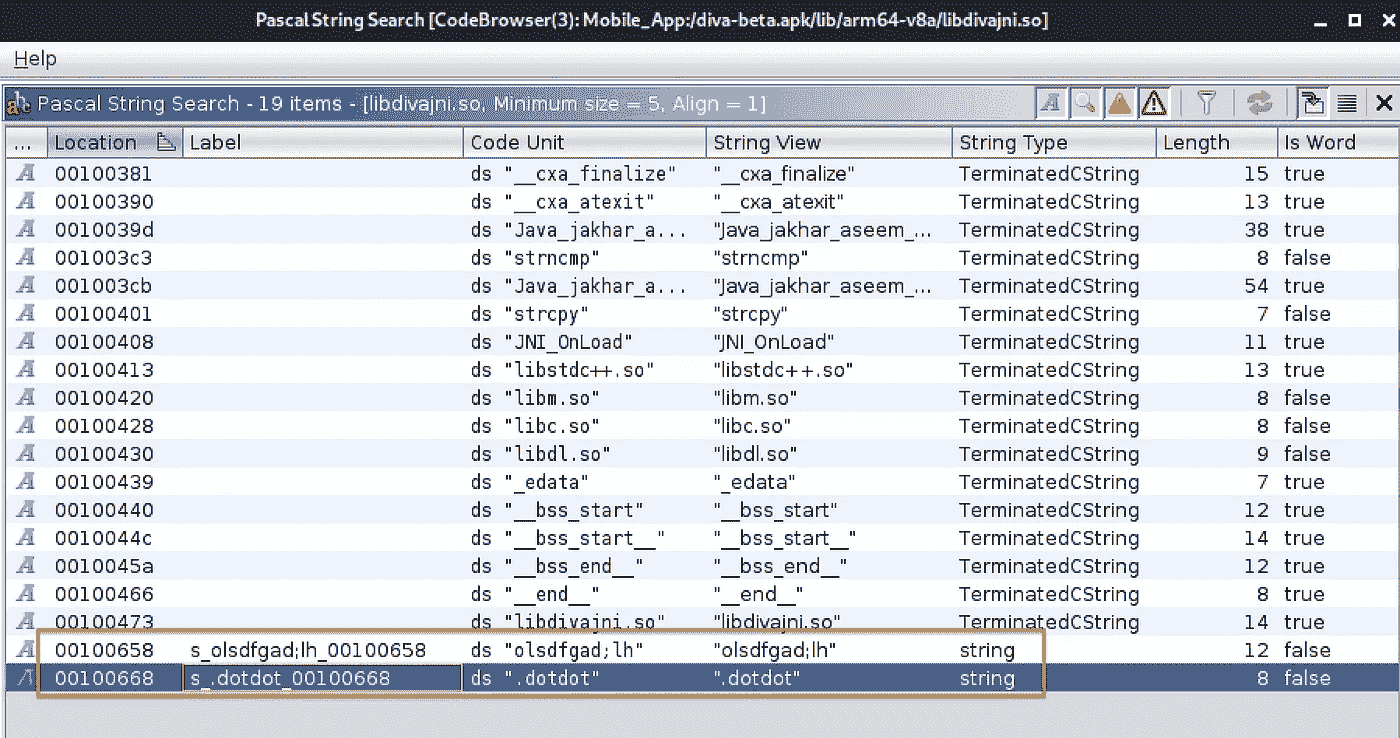 Pascal String Search [CodeBrowser(3): Mobile_App:/diva-beta.apk/lib/arm64-v8a/libdivajni.so]
Help
Pascal String Search - 19 items - [libdivajni.so, Minimum size = 5, Align = 1]
... Location Label Code Unit String View String Type Length Is Word
A 00100381 ds "__cxa_finalize" "__cxa_finalize" TerminatedCString 15 true
A 00100390 ds "__cxa_atexit" "__cxa_atexit" TerminatedCString 13 true
A 0010039d ds "Java_jakhar_a... "Java_jakhar_aseem_... TerminatedCString 38 true
A 001003c3 ds "strncmp" "strncmp" TerminatedCString 8 false
A 001003cb ds "Java_jakhar_a... "Java_jakhar_aseem_... TerminatedCString 54 true
A 00100401 ds "strcpy" "strcpy" TerminatedCString 7 false
A 00100408 ds "JNI_OnLoad" "JNI_OnLoad" TerminatedCString 11 true
A 00100413 ds "libstdc++.so" "libstdc++.so" TerminatedCString 13 true
A 00100420 ds "libm.so" "libm.so" TerminatedCString 8 false
A 00100428 ds "libc.so" "libc.so" TerminatedCString 8 false
A 00100430 ds "libdl.so" "libdl.so" TerminatedCString 9 false
A 00100439 ds "_edata" "_edata" TerminatedCString 7 true
A 00100440 ds "__bss_start" "__bss_start" TerminatedCString 12 true
A 0010044c ds "__bss_start__" "__bss_start__" TerminatedCString 14 true
A 0010045a ds "__bss_end__" "__bss_end__" TerminatedCString 12 true
A 00100466 ds "__end__" "__end__" TerminatedCString 8 true
A 00100473 ds "libdivajni.so" "libdivajni.so" TerminatedCString 14 true
A 00100658 s_olsdfgad;lh_00100658 ds "olsdfgad;lh" "olsdfgad;lh" string 12 false
A 00100668 s_.dotdot_00100668 ds ".dotdot" ".dotdot" string 8 false